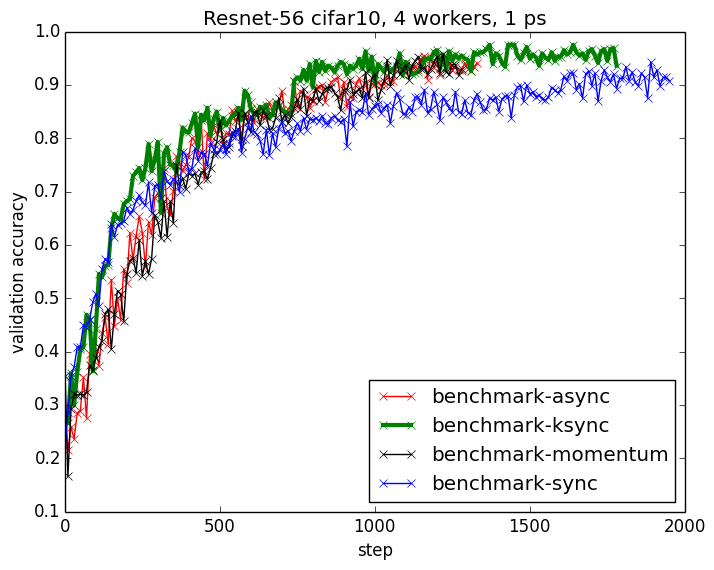 Resnet-56 cifar10, 4 workers, 1 ps
validation accuracy
1.0
0.9
0.8
0.7
0.6
0.5
0.4
0.3
0.2
0.1
benchmark-async
benchmark-ksync
benchmark-momentum
benchmark-sync
0 500 1000 1500 2000
step